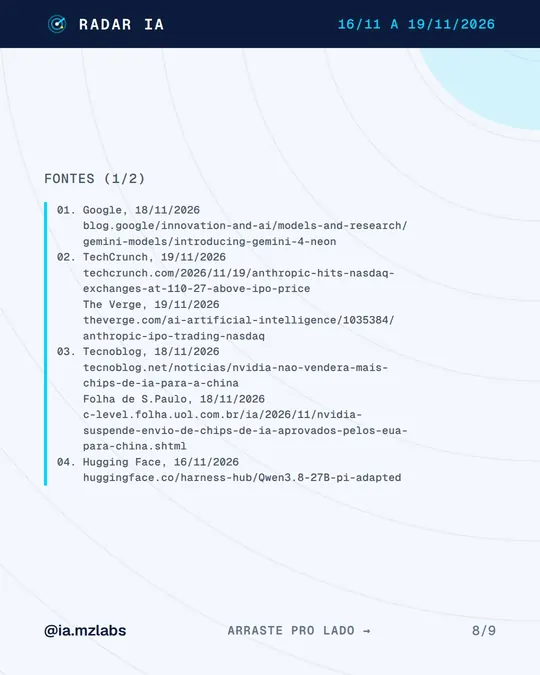 RADAR IA
16/11 A 19/11/2026
FONTES (1/2)
01. Google, 18/11/2026
blog.google/innovation-and-ai/models-and-research/
gemini-models/introducing-gemini-4-neon
02. TechCrunch, 19/11/2026
techcrunch.com/2026/11/19/anthropic-hits-nasdaq-
exchanges-at-110-27-above-ipo-price
The Verge, 19/11/2026
theverge.com/ai-artificial-intelligence/1035384/
anthropic-ipo-trading-nasdaq
03. Tecnoblog, 18/11/2026
tecnoblog.net/noticias/nvidia-nao-vendera-mais-
chips-de-ia-para-a-china
Folha de S.Paulo, 18/11/2026
c-level.folha.uol.com.br/ia/2026/11/nvidia-
suspende-envio-de-chips-de-ia-aprovados-pelos-eua-
para-china.shtml
04. Hugging Face, 16/11/2026
huggingface.co/harness-hub/Qwen3.8-27B-pi-adapted
@ia.mzlabs
ARRASTE PRO LADO →
8/9